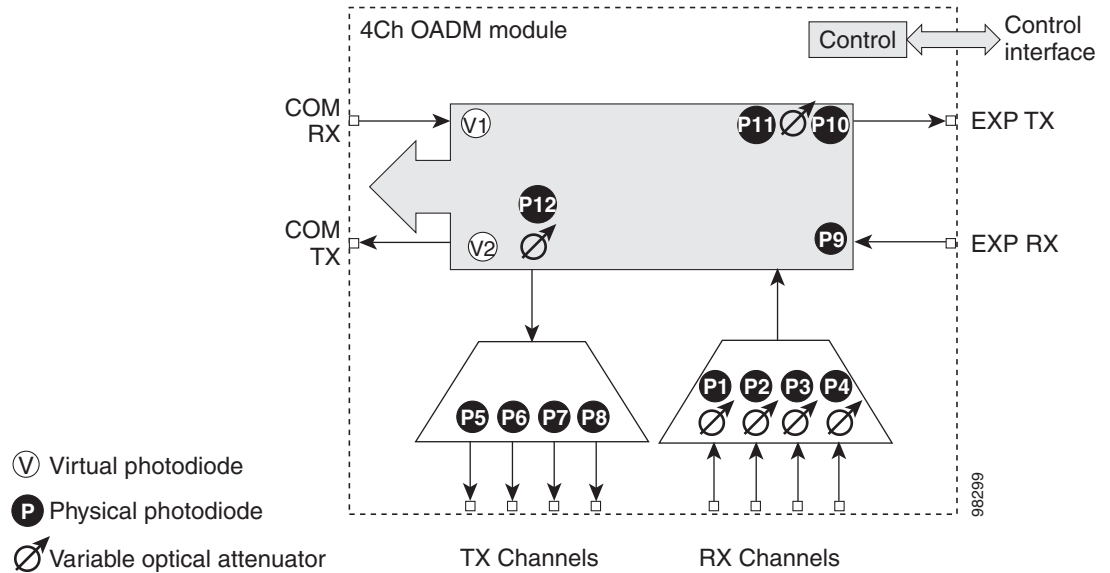 4Ch OADM module
Control
Control
interface
COM
RX
V1
P11
P10
EXP TX
P12
COM
TX
V2
P9
EXP RX
P1
P2
P3
P4
P5
P6
P7
P8
V Virtual photodiode
P Physical photodiode
Variable optical attenuator
TX Channels
RX Channels
98299